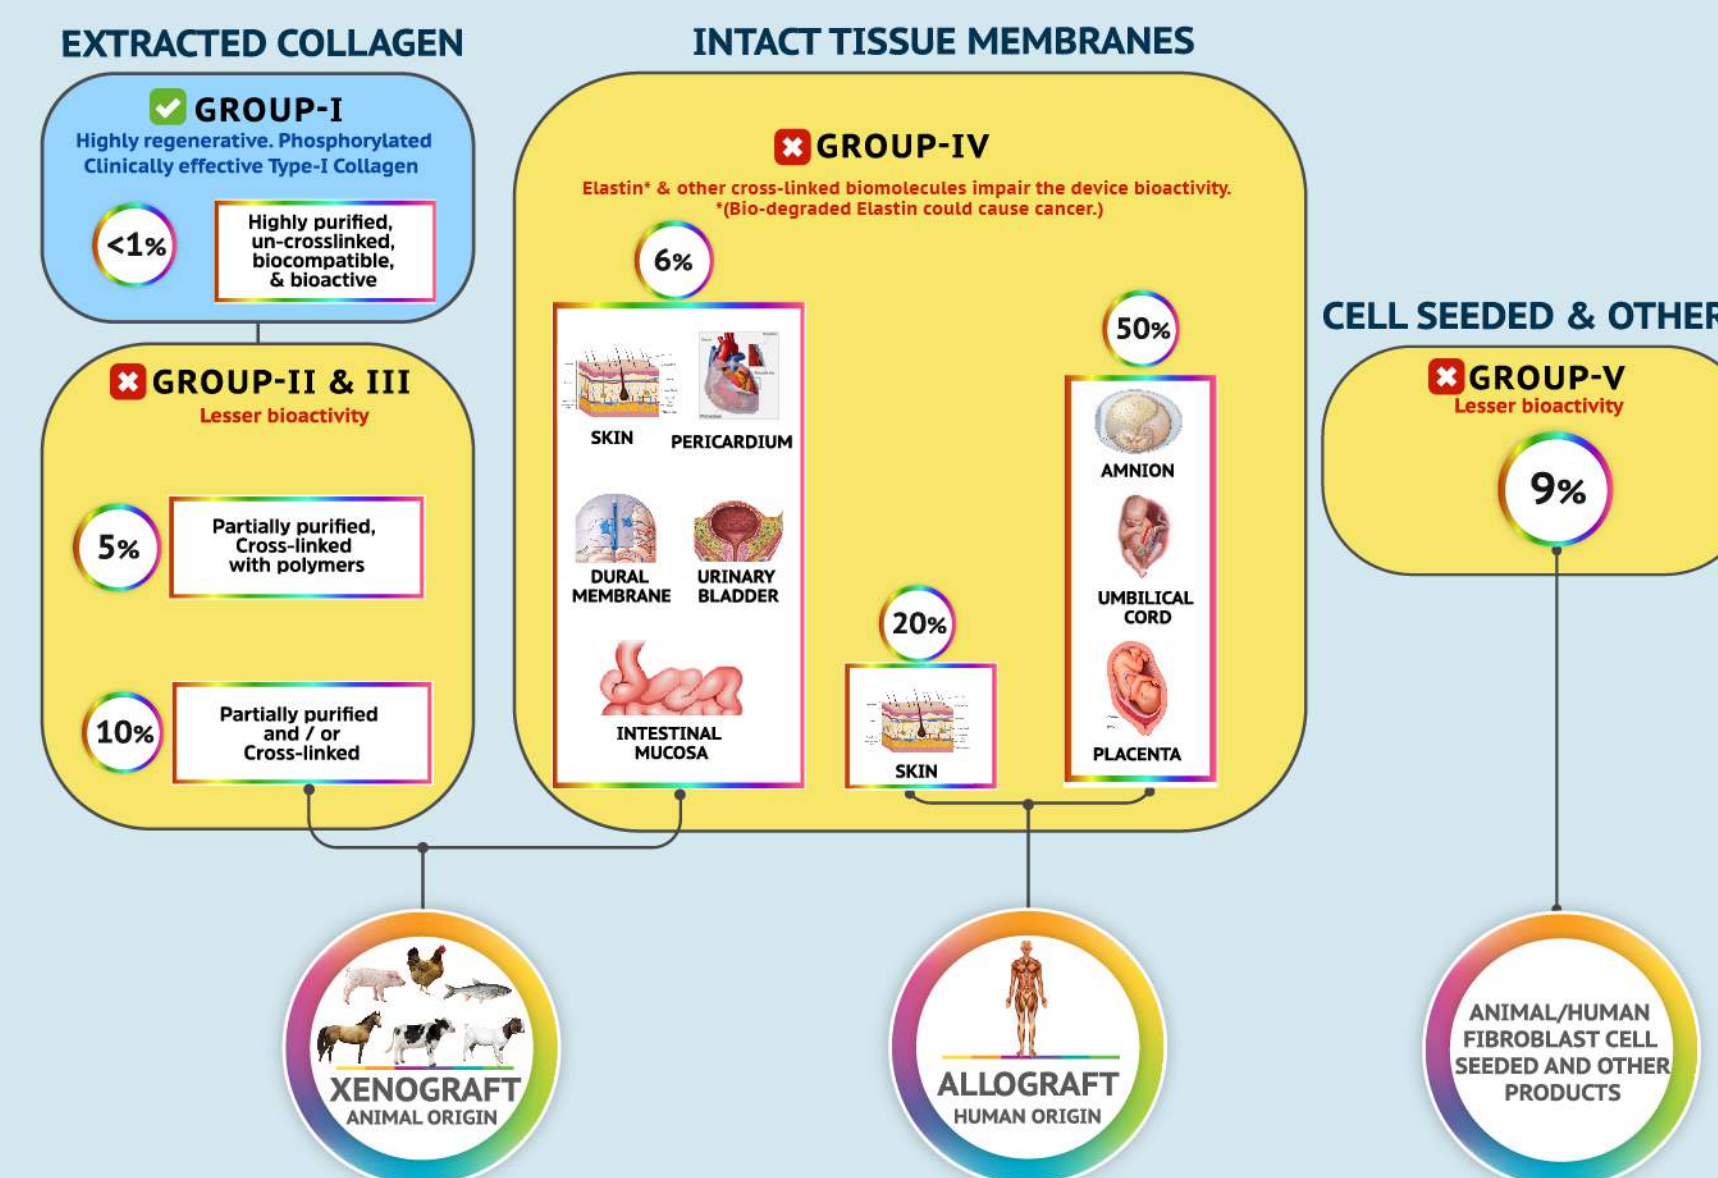 EXTRACTED COLLAGEN
GROUP-I
Highly regenerative. Phosphorylated
Clinically effective Type-I Collagen
<1%
Highly purified,
un-crosslinked,
biocompatible,
& bioactive
GROUP-II & III
Lesser bioactivity
5%
Partially purified,
Cross-linked
with polymers
10%
Partially purified
and / or
Cross-linked
INTACT TISSUE MEMBRANES
GROUP-IV
Elastin* & other cross-linked biomolecules impair the device bioactivity.
*(Bio-degraded Elastin could cause cancer.)
6%
SKIN
PERICARDIUM
DURAL
MEMBRANE
URINARY
BLADDER
INTESTINAL
MUCOSA
20%
SKIN
50%
AMNION
UMBILICAL
CORD
PLACENTA
CELL SEEDED & OTHER
GROUP-V
Lesser bioactivity
9%
XENOGRAFT
ANIMAL ORIGIN
ALLOGRAFT
HUMAN ORIGIN
ANIMAL/HUMAN
FIBROBLAST CELL
SEEDED AND OTHER
PRODUCTS